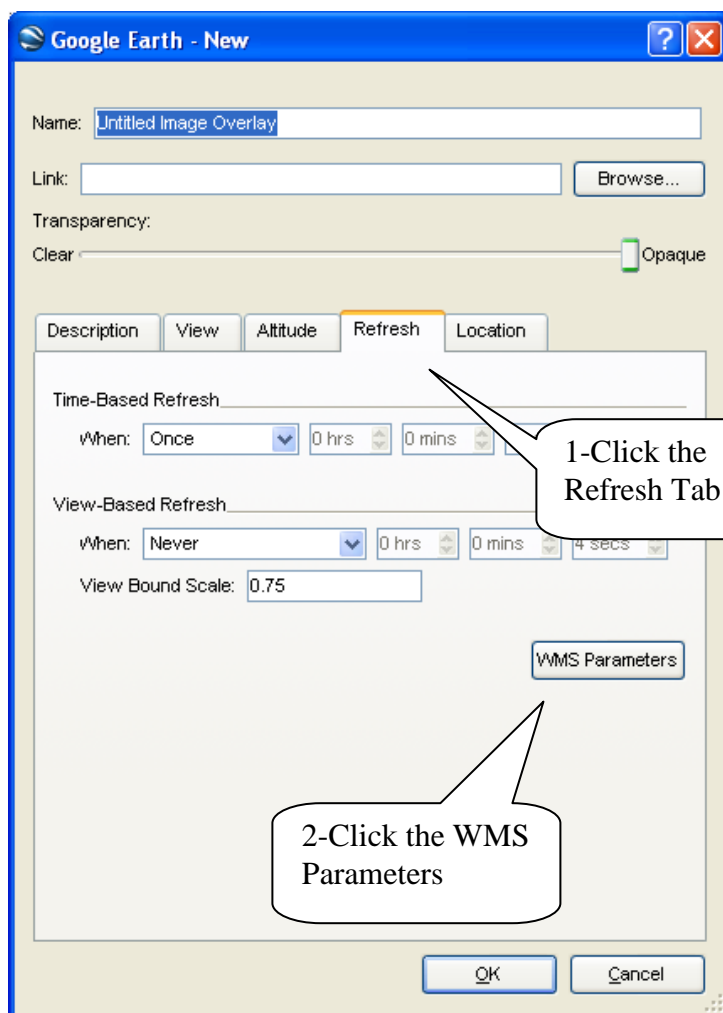 Google Earth - New
Name: Untitled Image Overlay
Link: Browse...
Transparency:
Clear Opaque
Description View Altitude Refresh Location
Time-Based Refresh
When: Once 0 hrs 0 mins
1-Click the
Refresh Tab
View-Based Refresh
When: Never 0 hrs 0 mins 4 secs
View Bound Scale: 0.75
WMS Parameters
2-Click the WMS
Parameters
OK Cancel